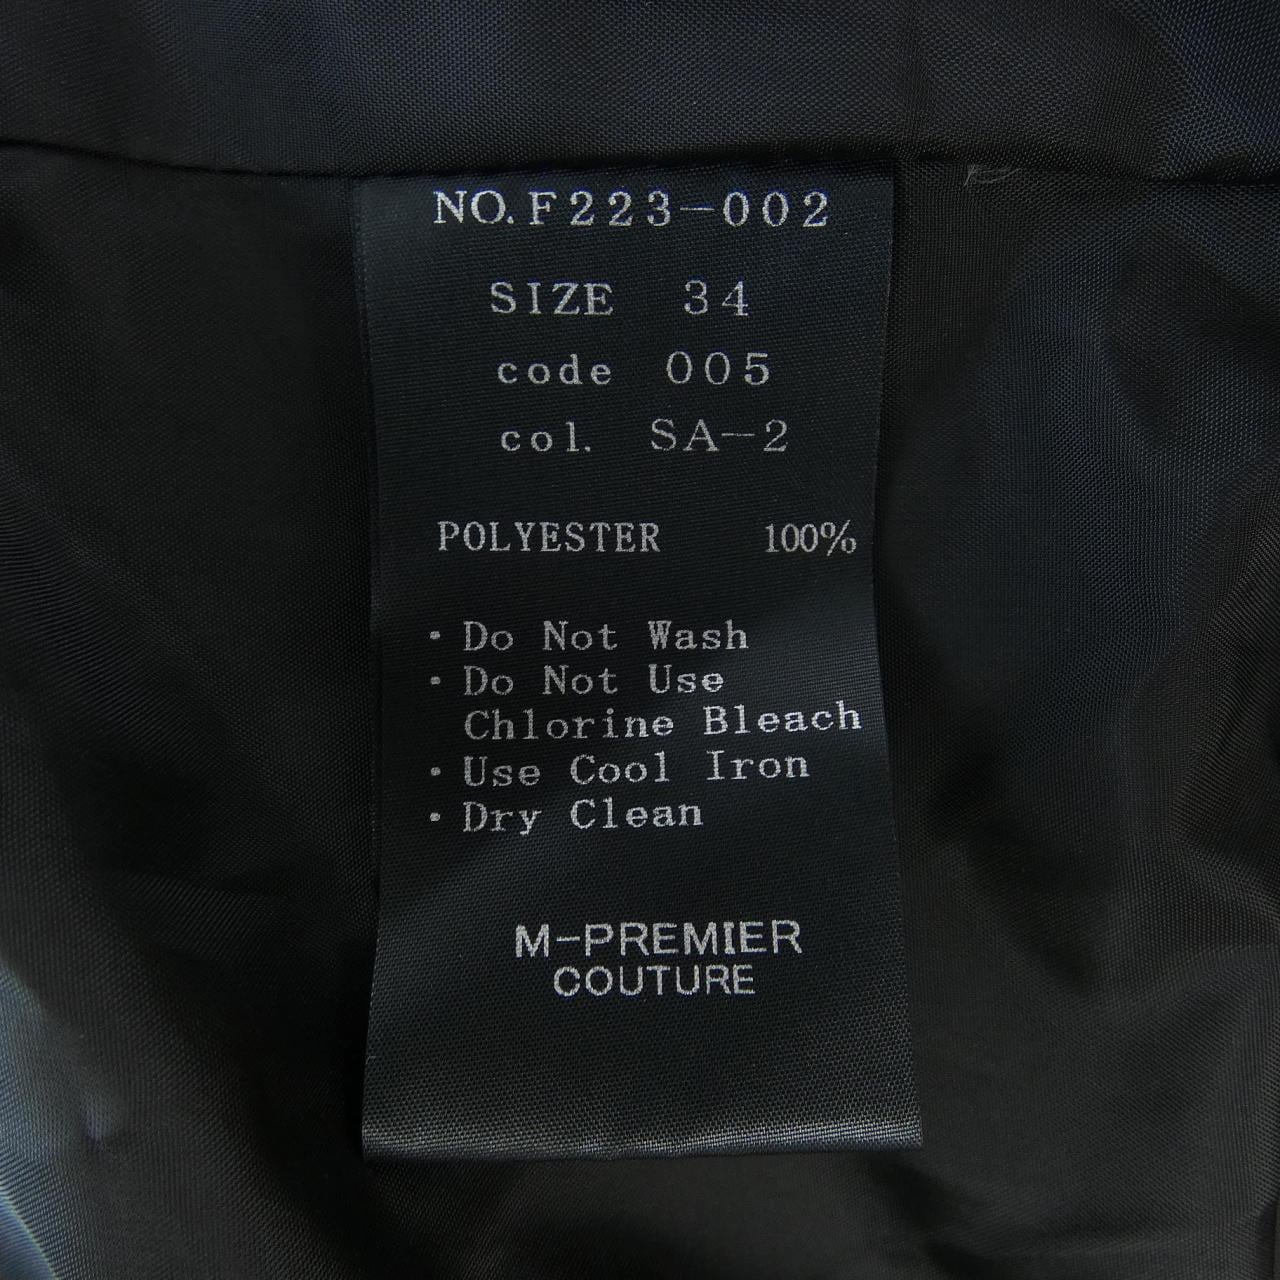 NO. F223-002
SIZE 34
code 005
col. SA-2
POLYESTER 100%
・Do Not Wash
・Do Not Use
Chlorine Bleach
・Use Cool Iron
・Dry Clean
M-PREMIER
COUTURE